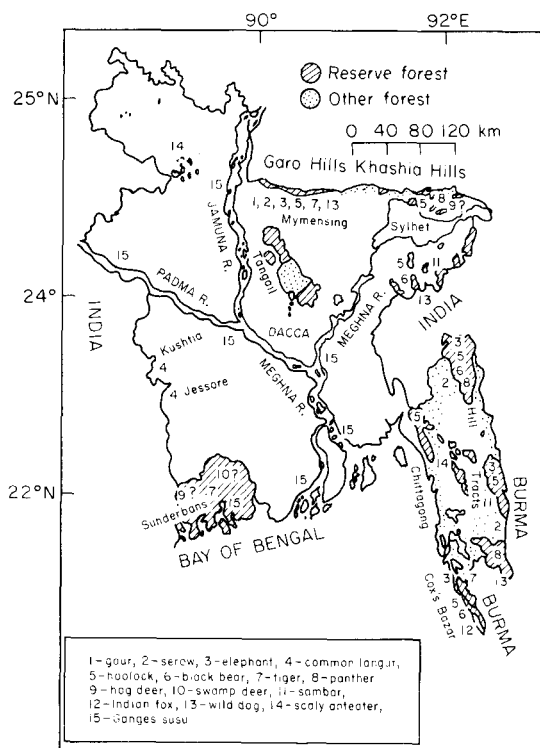 90° 92°E
Reserve forest
25°N
Other forest
0 40 80 120 km
14
Garo Hills Khashia Hills
15
1, 2, 3, 5, 7, 13
5 8 9?
Mymensing
Sylhet
JAMUNA R.
15
Tangail
5 11
6
PADMA R.
24°
MEGHNA R.
13
INDIA
DACCA
INDIA
Kushtia
15
4
MEGHNA R.
15
3
5
6
2
8
4 Jessore
Hill
5
15
14
3
5
10?
Chittagong
Tracts
22°
9? 7
15
11
Sunderbans
15
2
BURMA
BAY OF BENGAL
8
3 7
13
Cox's Bazar
5
BURMA
6
12
1-gaur, 2-serow, 3-elephant, 4-common langur,
5-hoolock, 6-black bear, 7-tiger, 8-panther
9-hog deer, 10-swamp deer, 11-sambar,
12-Indian fox, 13-wild dog, 14-scaly anteater,
15-Ganges susu